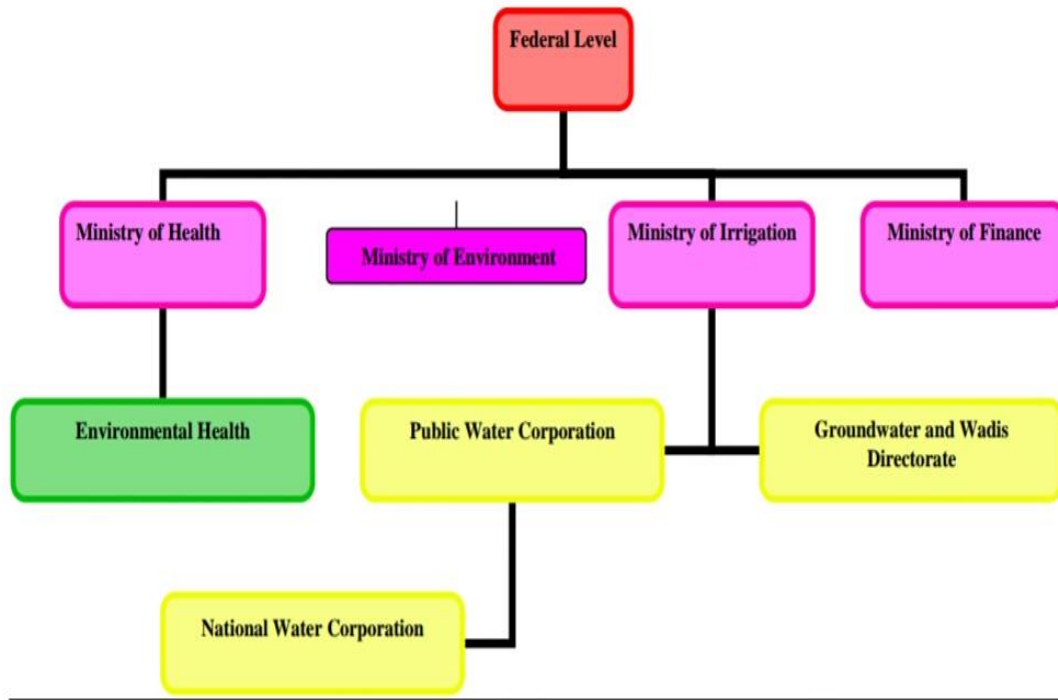 Federal Level
Ministry of Health
Ministry of Environment
Ministry of Irrigation
Ministry of Finance
Environmental Health
Public Water Corporation
Groundwater and Wadis
Directorate
National Water Corporation